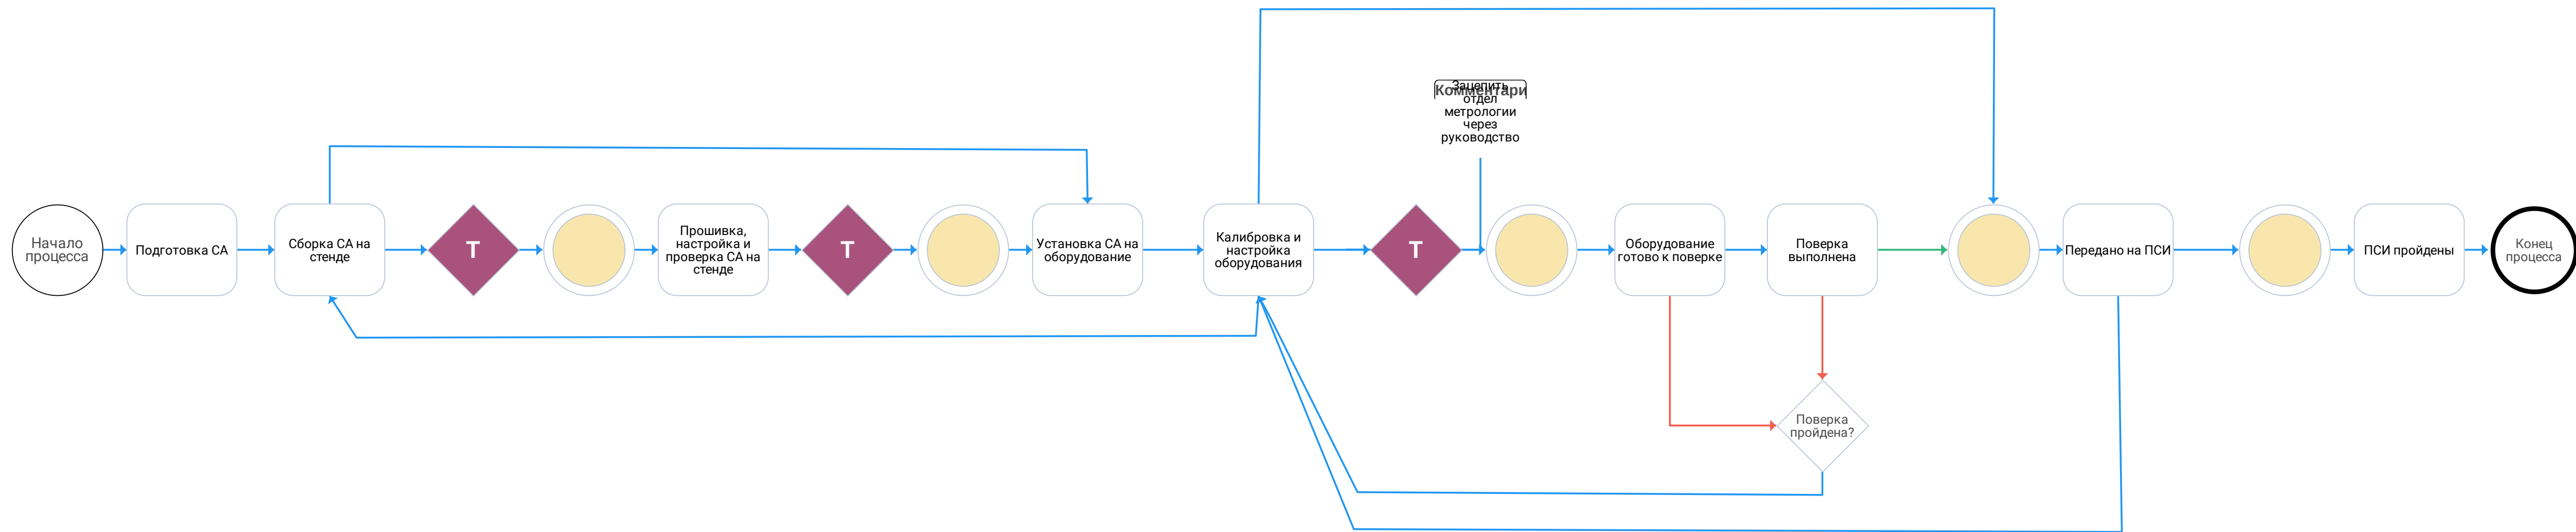 Зацепить
Комментари
отдел
метрологии
через
руководство
Начало
процесса
Подготовка СА
Сборка СА на
стенде
Т
Прошивка,
настройка и
проверка СА на
стенде
Т
Установка СА на
оборудование
Калибровка и
настройка
оборудования
Т
Оборудование
готово к поверке
Поверка
выполнена
Передано на ПСИ
ПСИ пройдены
Конец
процесса
Поверка
пройдена?